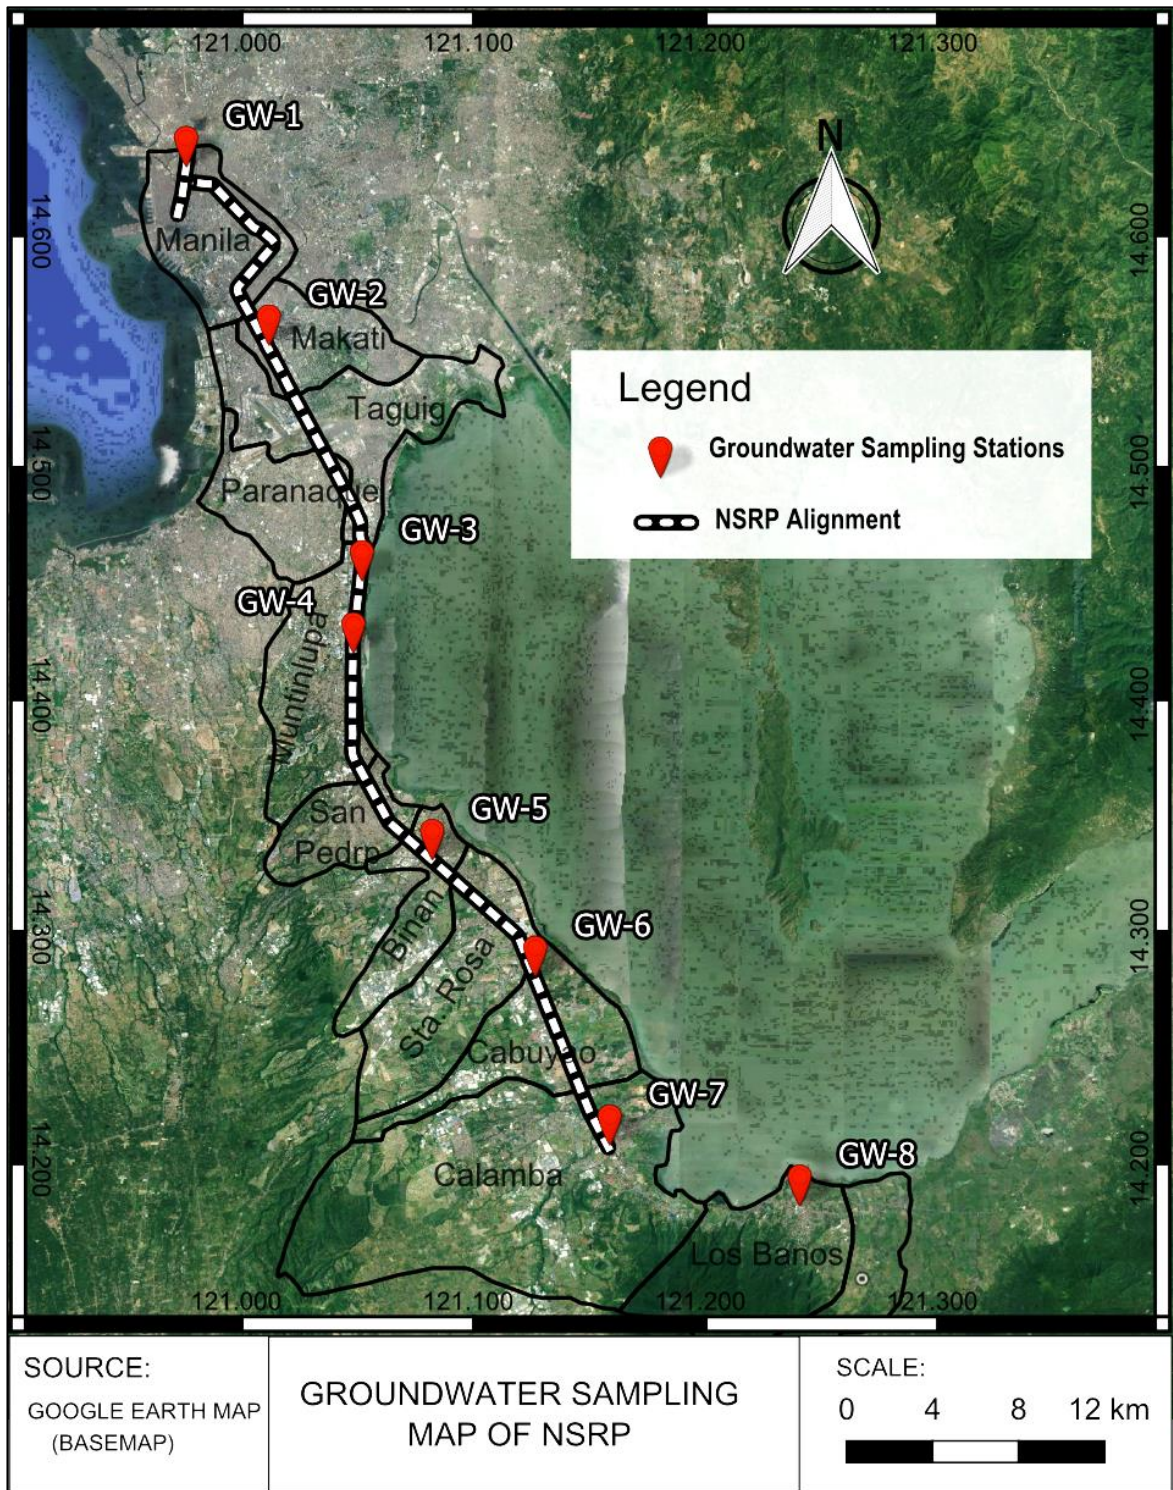 121.000 121.100 121.200 121.300
GW-1
N
14.600
14.600
Manila
GW-2
Makati
Legend
Taguig
Groundwater Sampling Stations
14.500
14.500
Paranaque
NSRP Alignment
GW-3
GW-4
Muntinlupa
14.400
14.400
San
Pedro
GW-5
Binan
GW-6
14.300
14.300
Sta. Rosa
Cabuyao
GW-7
14.200
14.200
Calamba
GW-8
Los Banos
121.000 121.100 121.200 121.300
SOURCE:
GOOGLE EARTH MAP
(BASEMAP)
GROUNDWATER SAMPLING
MAP OF NSRP
SCALE:
0 4 8 12 km